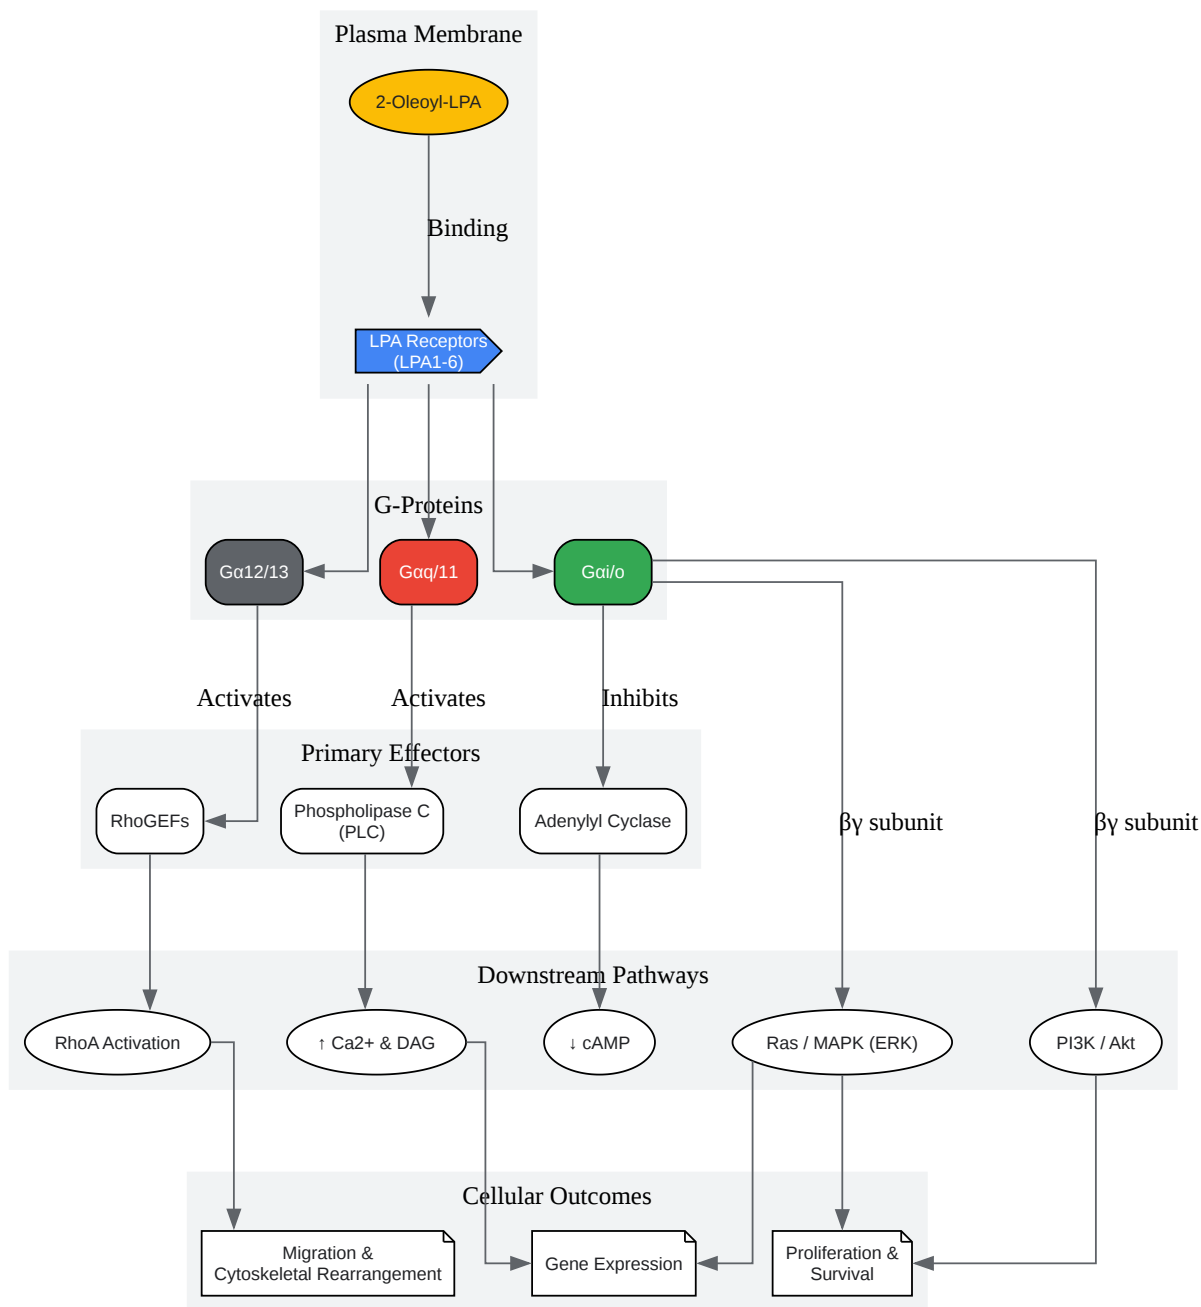 Plasma Membrane
2-Oleoyl-LPA
Binding
LPA Receptors
(LPA1-6)
G-Proteins
Gα12/13
Gαq/11
Gαi/o
Activates
Activates
Inhibits
Primary Effectors
RhoGEFs
Phospholipase C
(PLC)
Adenylyl Cyclase
βγ subunit
βγ subunit
Downstream Pathways
RhoA Activation
↑ Ca2+ & DAG
↓ cAMP
Ras / MAPK (ERK)
PI3K / Akt
Cellular Outcomes
Migration &
Cytoskeletal Rearrangement
Gene Expression
Proliferation &
Survival